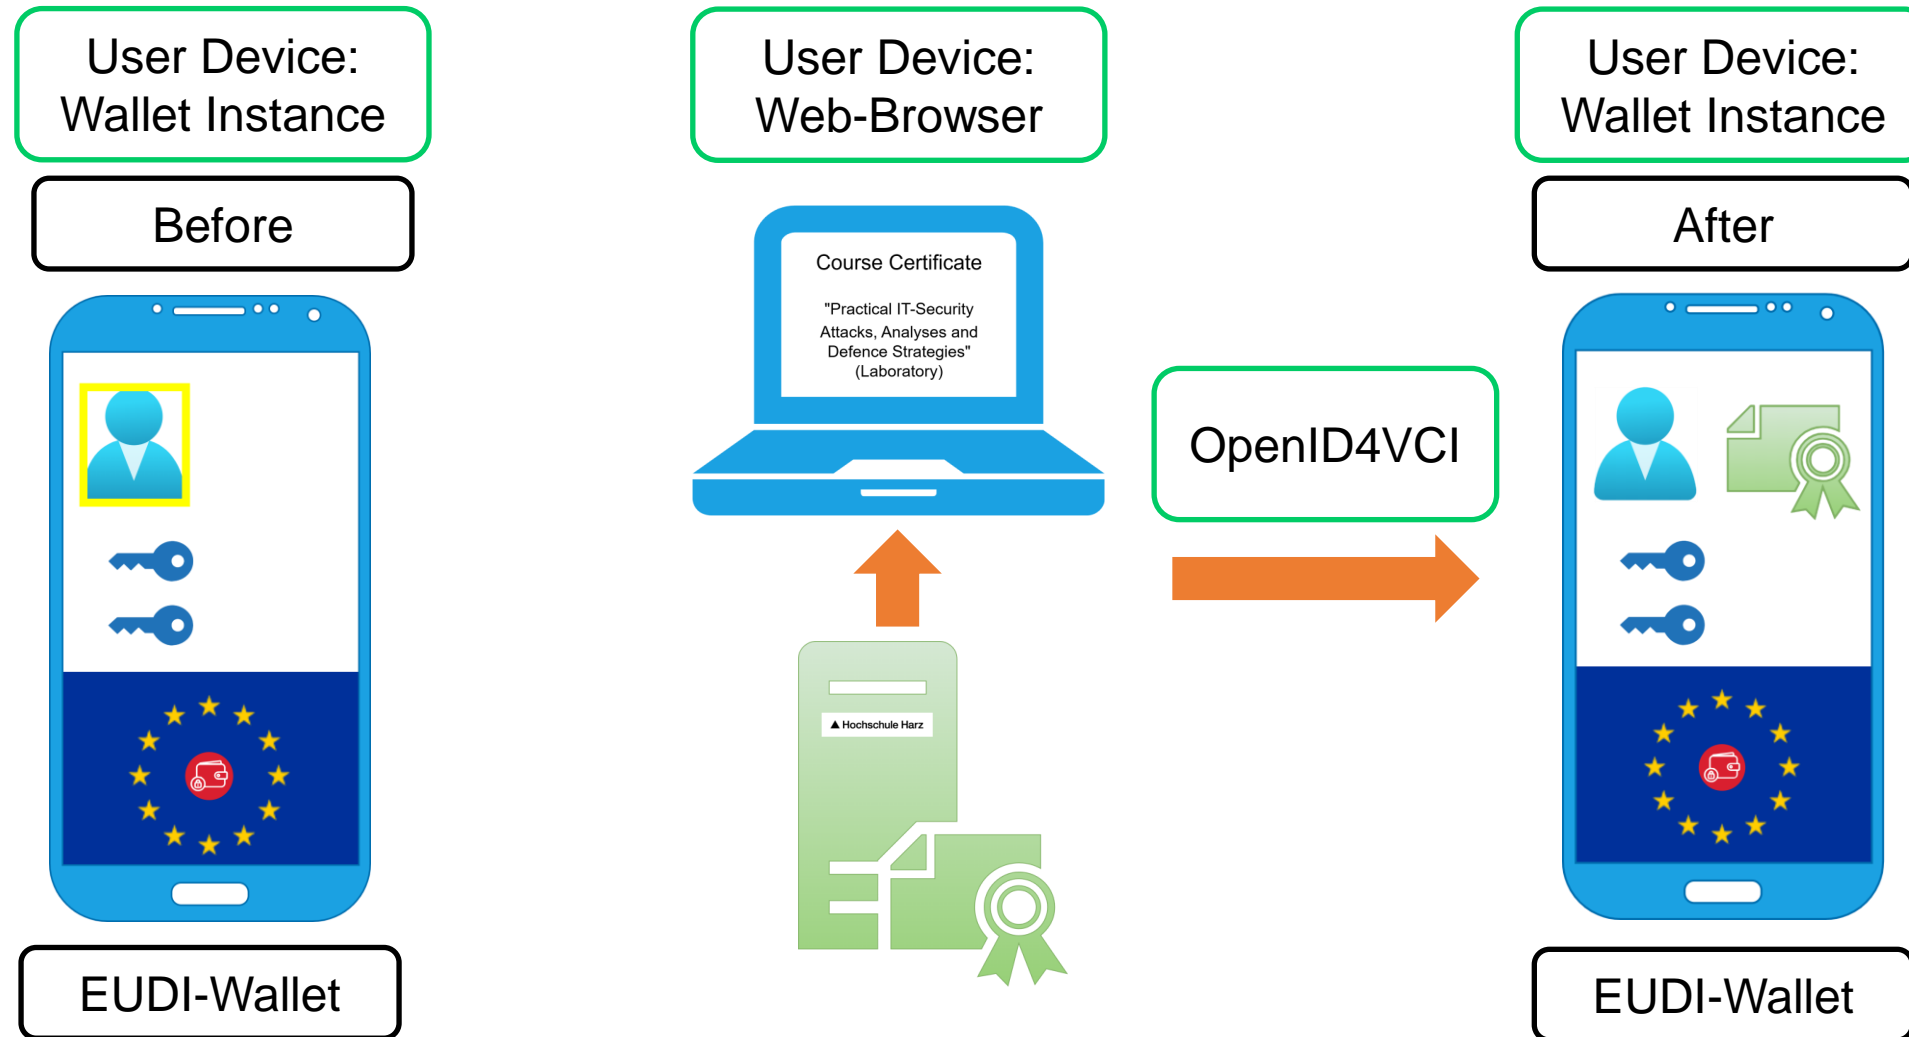 User Device:
Wallet Instance
Before
EUDI-Wallet
User Device:
Web-Browser
Course Certificate
"Practical IT-Security
Attacks, Analyses and
Defence Strategies"
(Laboratory)
Hochschule Harz
OpenID4VCI
User Device:
Wallet Instance
After
EUDI-Wallet